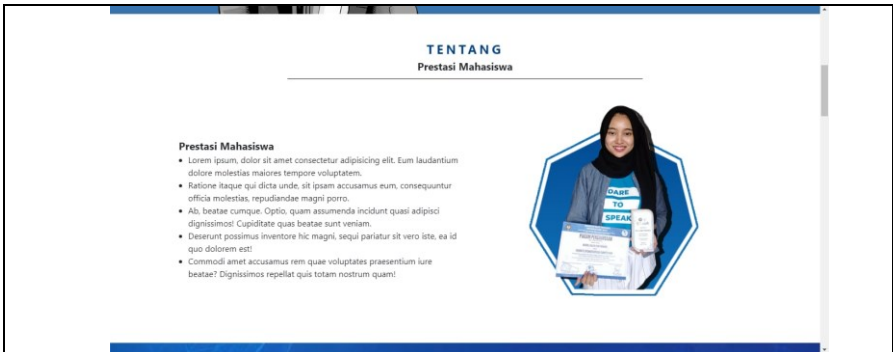 TENTANG
Prestasi Mahasiswa
Prestasi Mahasiswa
• Lorem ipsum, dolor sit amet consectetur adipisicing elit. Eum laudantium
dolore molestias maiores tempore voluptatem.
• Ratione itaque qui dicta unde, sit ipsam accusamus eum, consequuntur
officia molestias, repudiandae magni porro.
• Ab, beatae cumque. Optio, quam assumenda incidunt quasi adipisci
dignissimos! Cupiditate quas beatae sunt veniam.
• Deserunt possimus inventore hic magni, sequi pariatur sit vero iste, ea id
quo dolorem est!
• Commodi amet accusamus rem quae voluptates praesentium iure
beatae? Dignissimos repellat quis totam nostrum quam!
DARE
TO
SPEAK